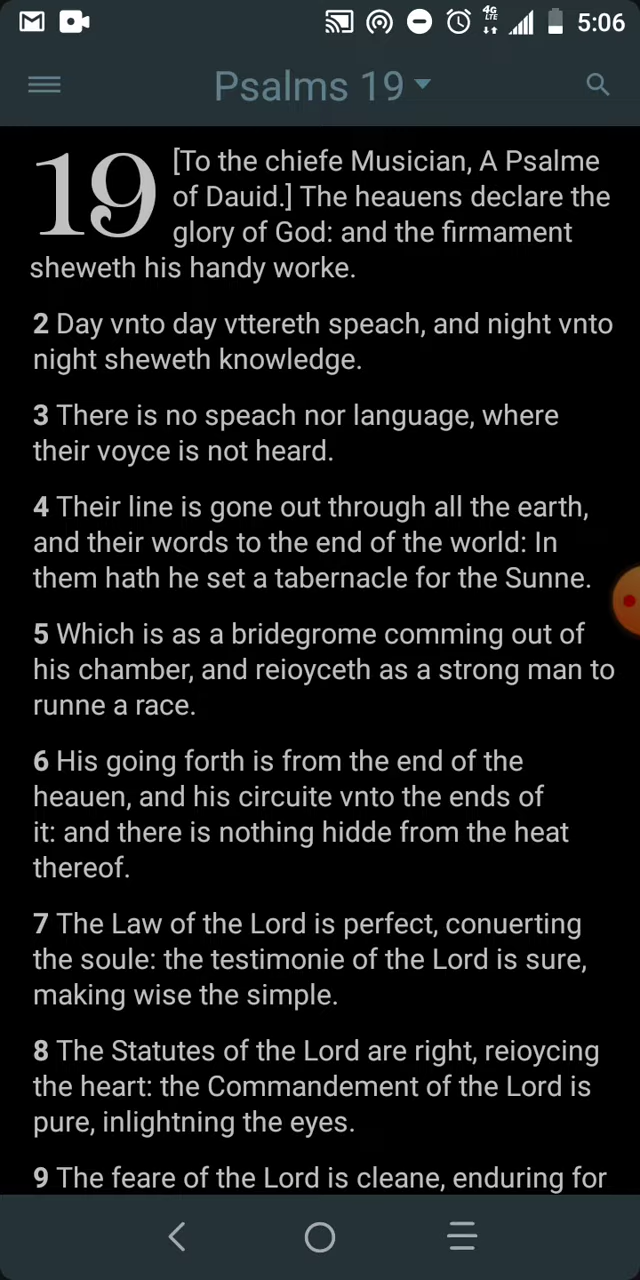 4G
LTE
5:06
Psalms 19
19 [To the chiefe Musician, A Psalme
of Dauid.] The heauens declare the
glory of God: and the firmament
sheweth his handy worke.
2 Day vnto day vttereth speach, and night vnto
night sheweth knowledge.
3 There is no speach nor language, where
their voyce is not heard.
4 Their line is gone out through all the earth,
and their words to the end of the world: In
them hath he set a tabernacle for the Sunne.
5 Which is as a bridegrome comming out of
his chamber, and reioyceth as a strong man to
runne a race.
6 His going forth is from the end of the
heauen, and his circuite vnto the ends of
it: and there is nothing hidde from the heat
thereof.
7 The Law of the Lord is perfect, conuerting
the soule: the testimonie of the Lord is sure,
making wise the simple.
8 The Statutes of the Lord are right, reioycing
the heart: the Commandement of the Lord is
pure, inlightning the eyes.
9 The feare of the Lord is cleane, enduring for